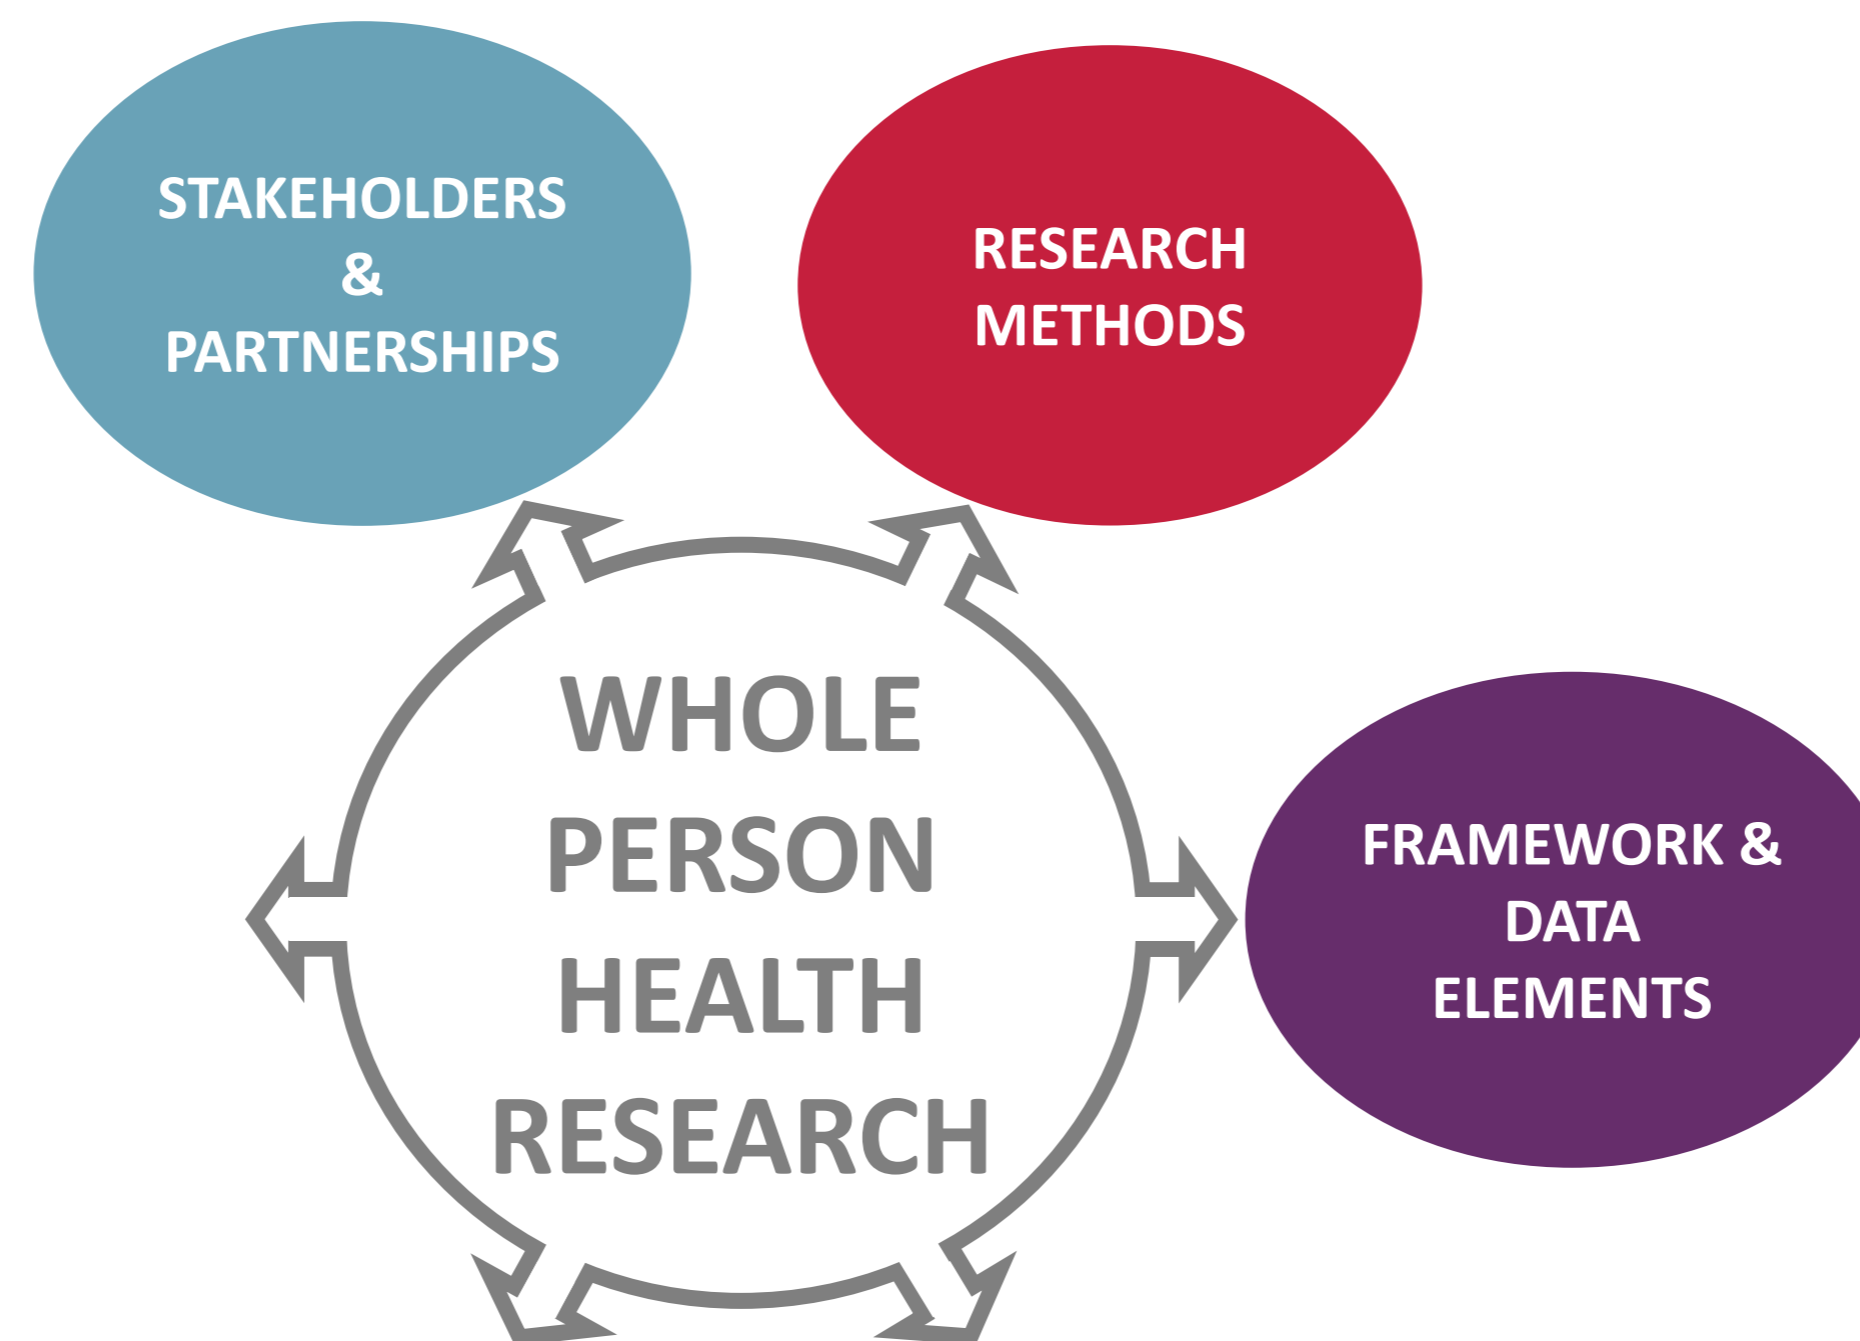 STAKEHOLDERS
&
PARTNERSHIPS
RESEARCH
METHODS
WHOLE
PERSON
HEALTH
RESEARCH
FRAMEWORK &
DATA
ELEMENTS